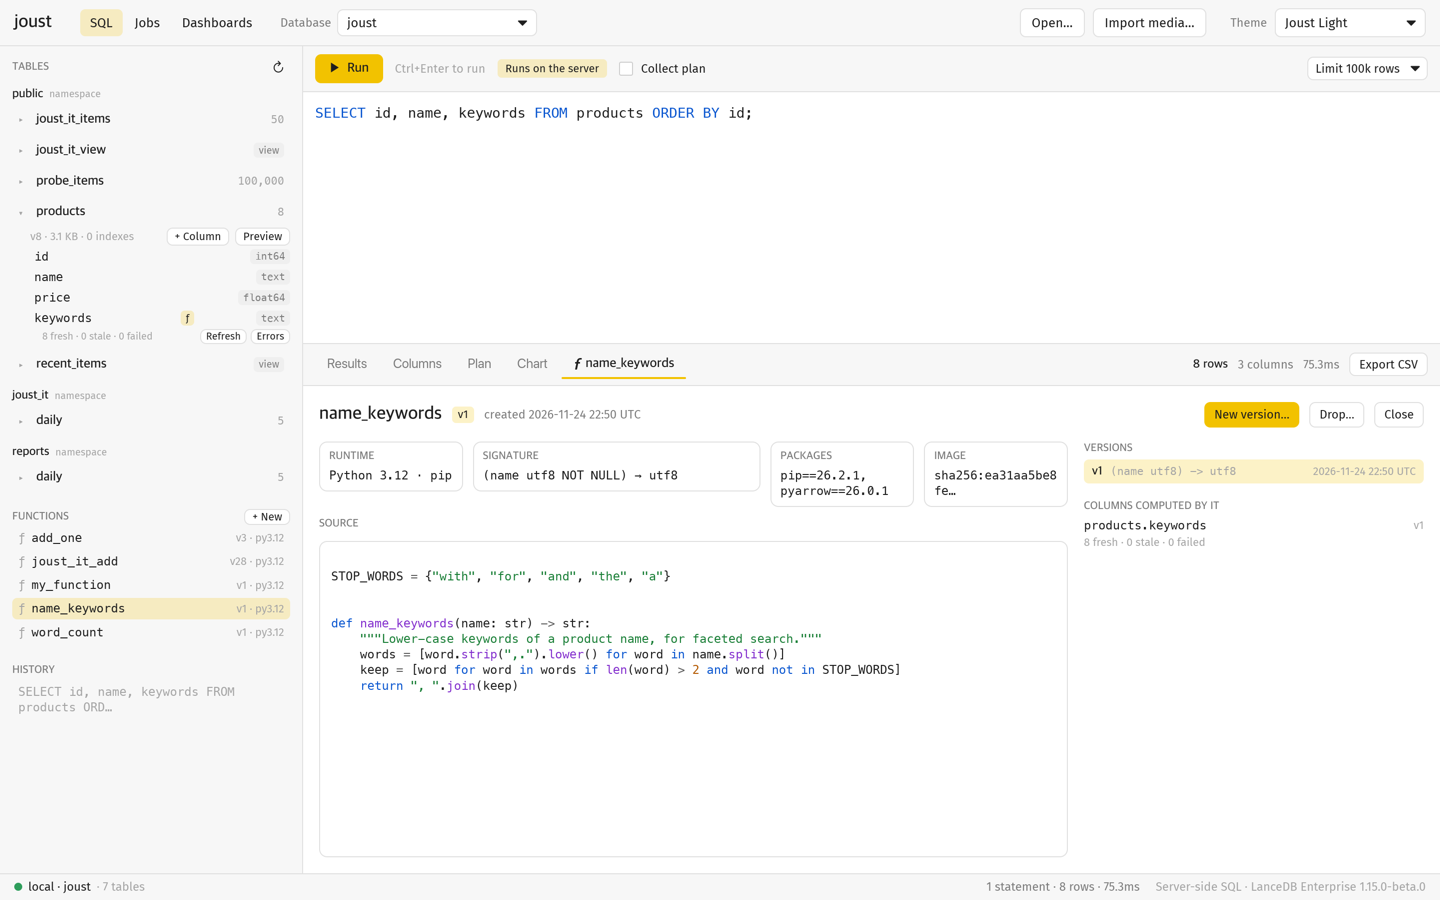 joust SQL Jobs Dashboards Database joust Open... Import media... Theme Joust Light
TABLES
public namespace
joust_it_items 50
joust_it_view view
probe_items 100,000
products 8
v8 · 3.1 KB · 0 indexes + Column Preview
id int64
name text
price float64
keywords ƒ text
8 fresh · 0 stale · 0 failed Refresh Errors
recent_items view
joust_it namespace
daily 5
reports namespace
daily 5
FUNCTIONS + New
ƒ add_one v3 · py3.12
ƒ joust_it_add v28 · py3.12
ƒ my_function v1 · py3.12
ƒ name_keywords v1 · py3.12
ƒ word_count v1 · py3.12
HISTORY
SELECT id, name, keywords FROM
products ORD…
Run Ctrl+Enter to run Runs on the server Collect plan Limit 100k rows
SELECT id, name, keywords FROM products ORDER BY id;
Results Columns Plan Chart ƒ name_keywords 8 rows 3 columns 75.3ms Export CSV
name_keywords v1 created 2026-11-24 22:50 UTC New version... Drop... Close
RUNTIME
Python 3.12 · pip
SIGNATURE
(name utf8 NOT NULL) → utf8
PACKAGES
pip==26.2.1,
pyarrow==26.0.1
IMAGE
sha256:ea31aa5be8
fe…
SOURCE
STOP_WORDS = {"with", "for", "and", "the", "a"}
def name_keywords(name: str) -> str:
"""Lower-case keywords of a product name, for faceted search."""
words = [word.strip(",.").lower() for word in name.split()]
keep = [word for word in words if len(word) > 2 and word not in STOP_WORDS]
return ", ".join(keep)
VERSIONS
v1 (name utf8) -> utf8 2026-11-24 22:50 UTC
COLUMNS COMPUTED BY IT
products.keywords v1
8 fresh · 0 stale · 0 failed
local · joust · 7 tables 1 statement · 8 rows · 75.3ms Server-side SQL · LanceDB Enterprise 1.15.0-beta.0